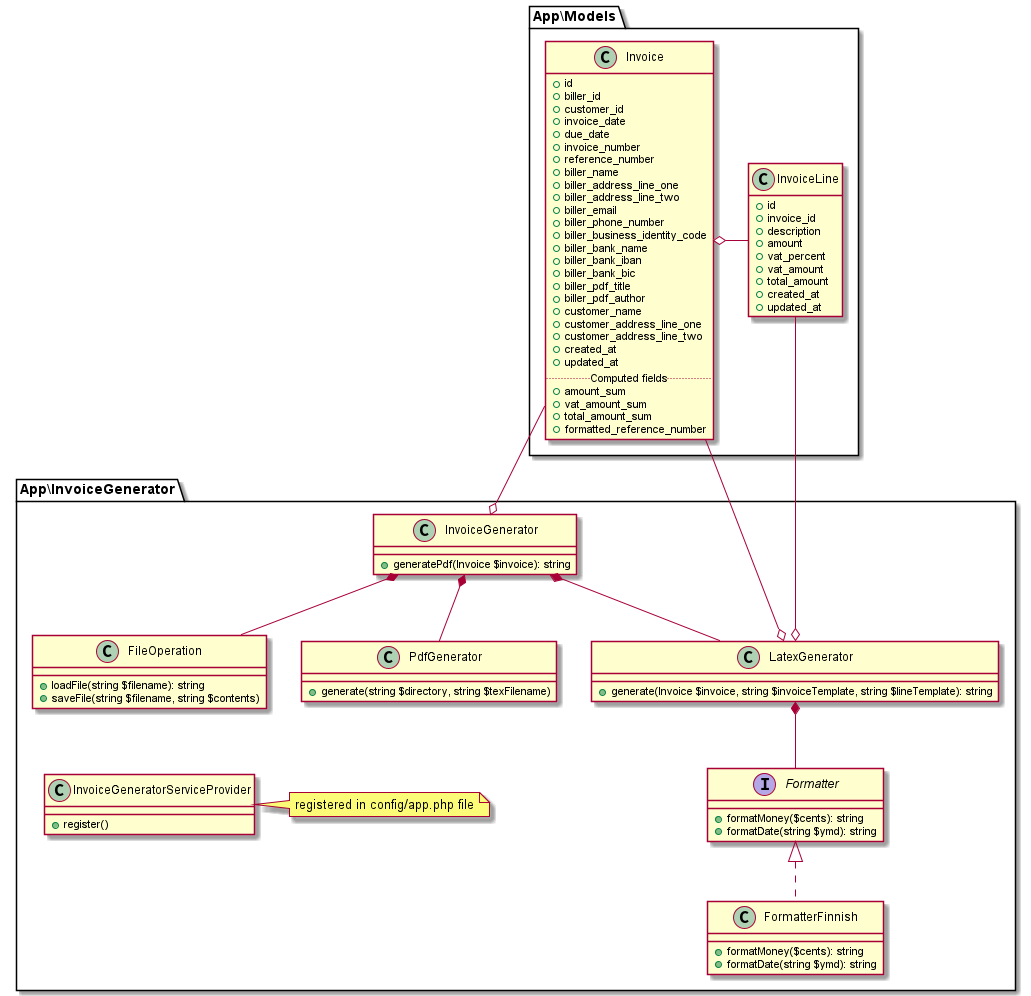 App\Models
C Invoice
id
biller_id
customer_id
invoice_date
due_date
invoice_number
reference_number
biller_name
biller_address_line_one
biller_address_line_two
biller_email
biller_phone_number
biller_business_identity_code
biller_bank_name
biller_bank_iban
biller_bank_bic
biller_pdf_title
biller_pdf_author
customer_name
customer_address_line_one
customer_address_line_two
created_at
updated_at
Computed fields
amount_sum
vat_amount_sum
total_amount_sum
formatted_reference_number
C InvoiceLine
id
invoice_id
description
amount
vat_percent
vat_amount
total_amount
created_at
updated_at
App\InvoiceGenerator
C InvoiceGenerator
generatePdf(Invoice $invoice): string
C FileOperation
loadFile(string $filename): string
saveFile(string $filename, string $contents)
C PdfGenerator
generate(string $directory, string $texFilename)
C LatexGenerator
generate(Invoice $invoice, string $invoiceTemplate, string $lineTemplate): string
C InvoiceGeneratorServiceProvider
register()
registered in config/app.php file
I Formatter
formatMoney($cents): string
formatDate(string $ymd): string
C FormatterFinnish
formatMoney($cents): string
formatDate(string $ymd): string